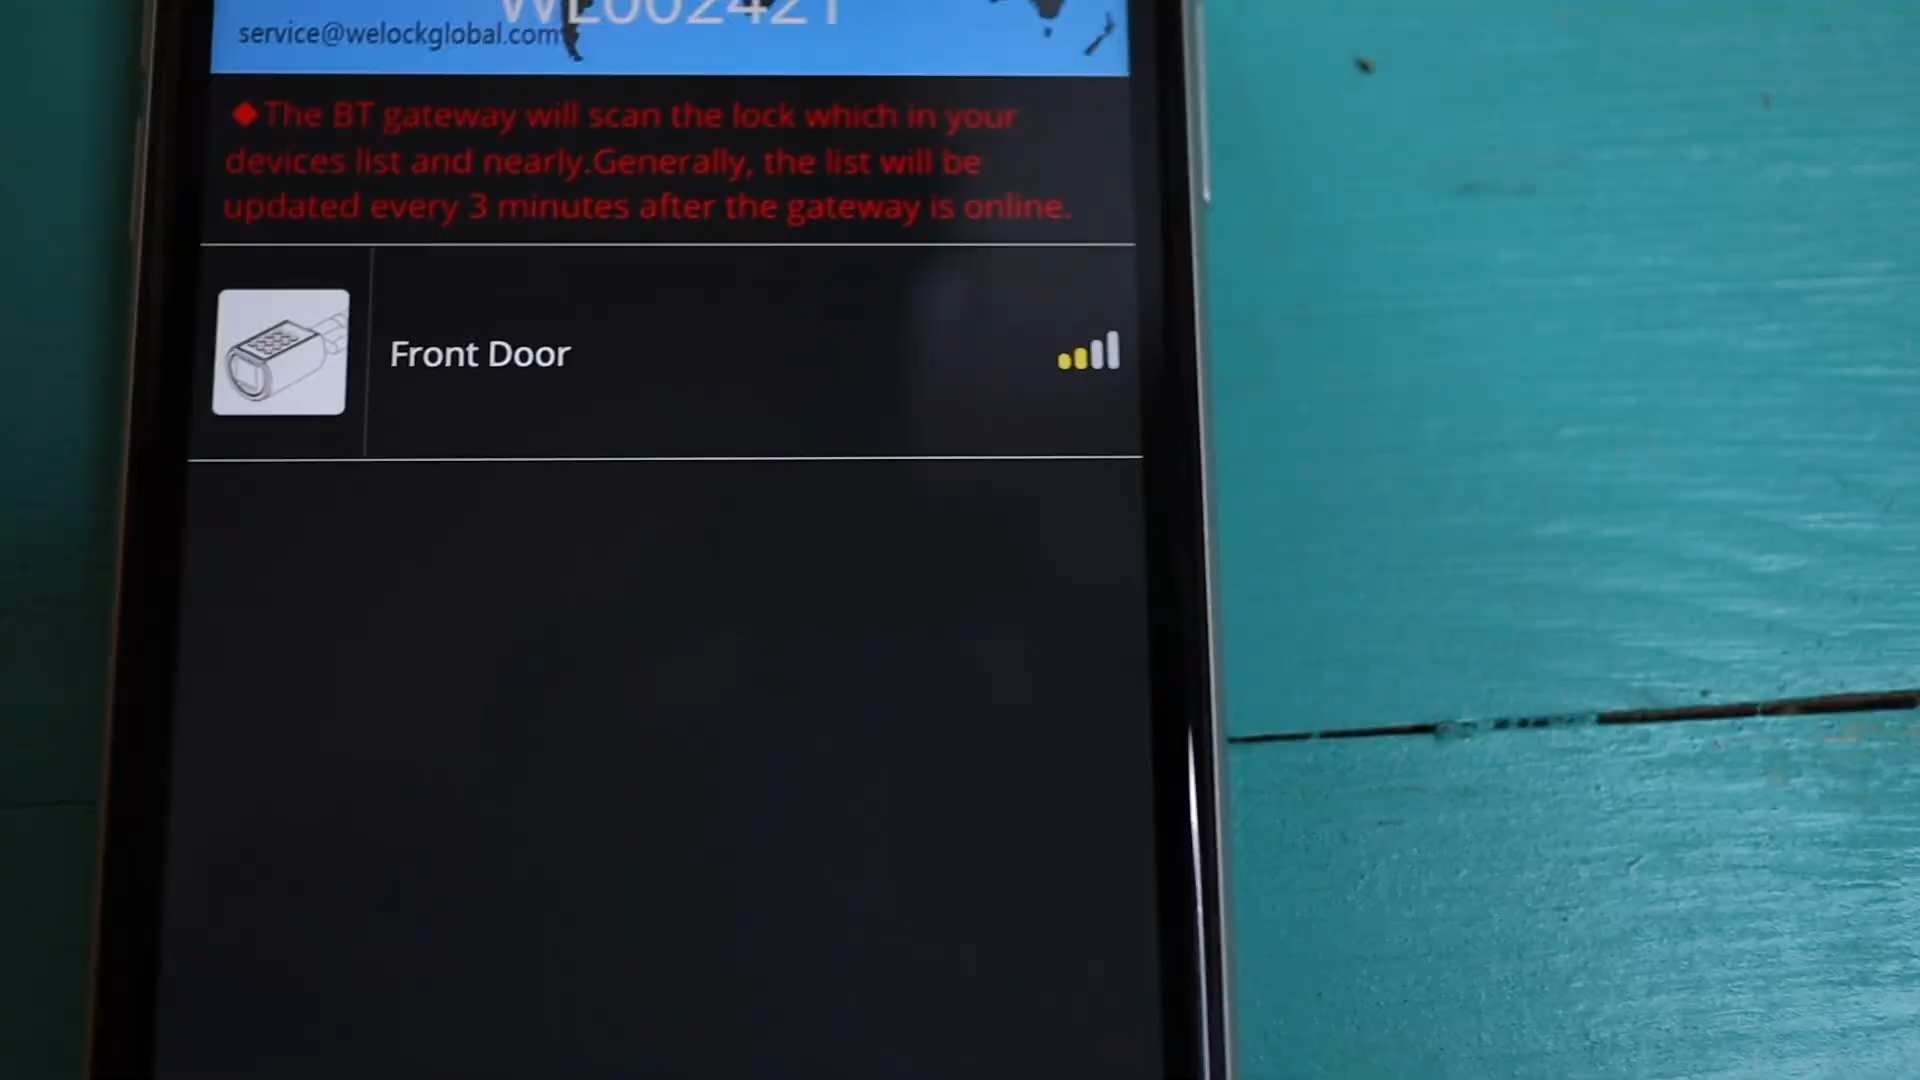 WL002421
service@welockglobal.com
◆The BT gateway will scan the lock which in your
devices list and nearly.Generally, the list will be
updated every 3 minutes after the gateway is online.
Front Door